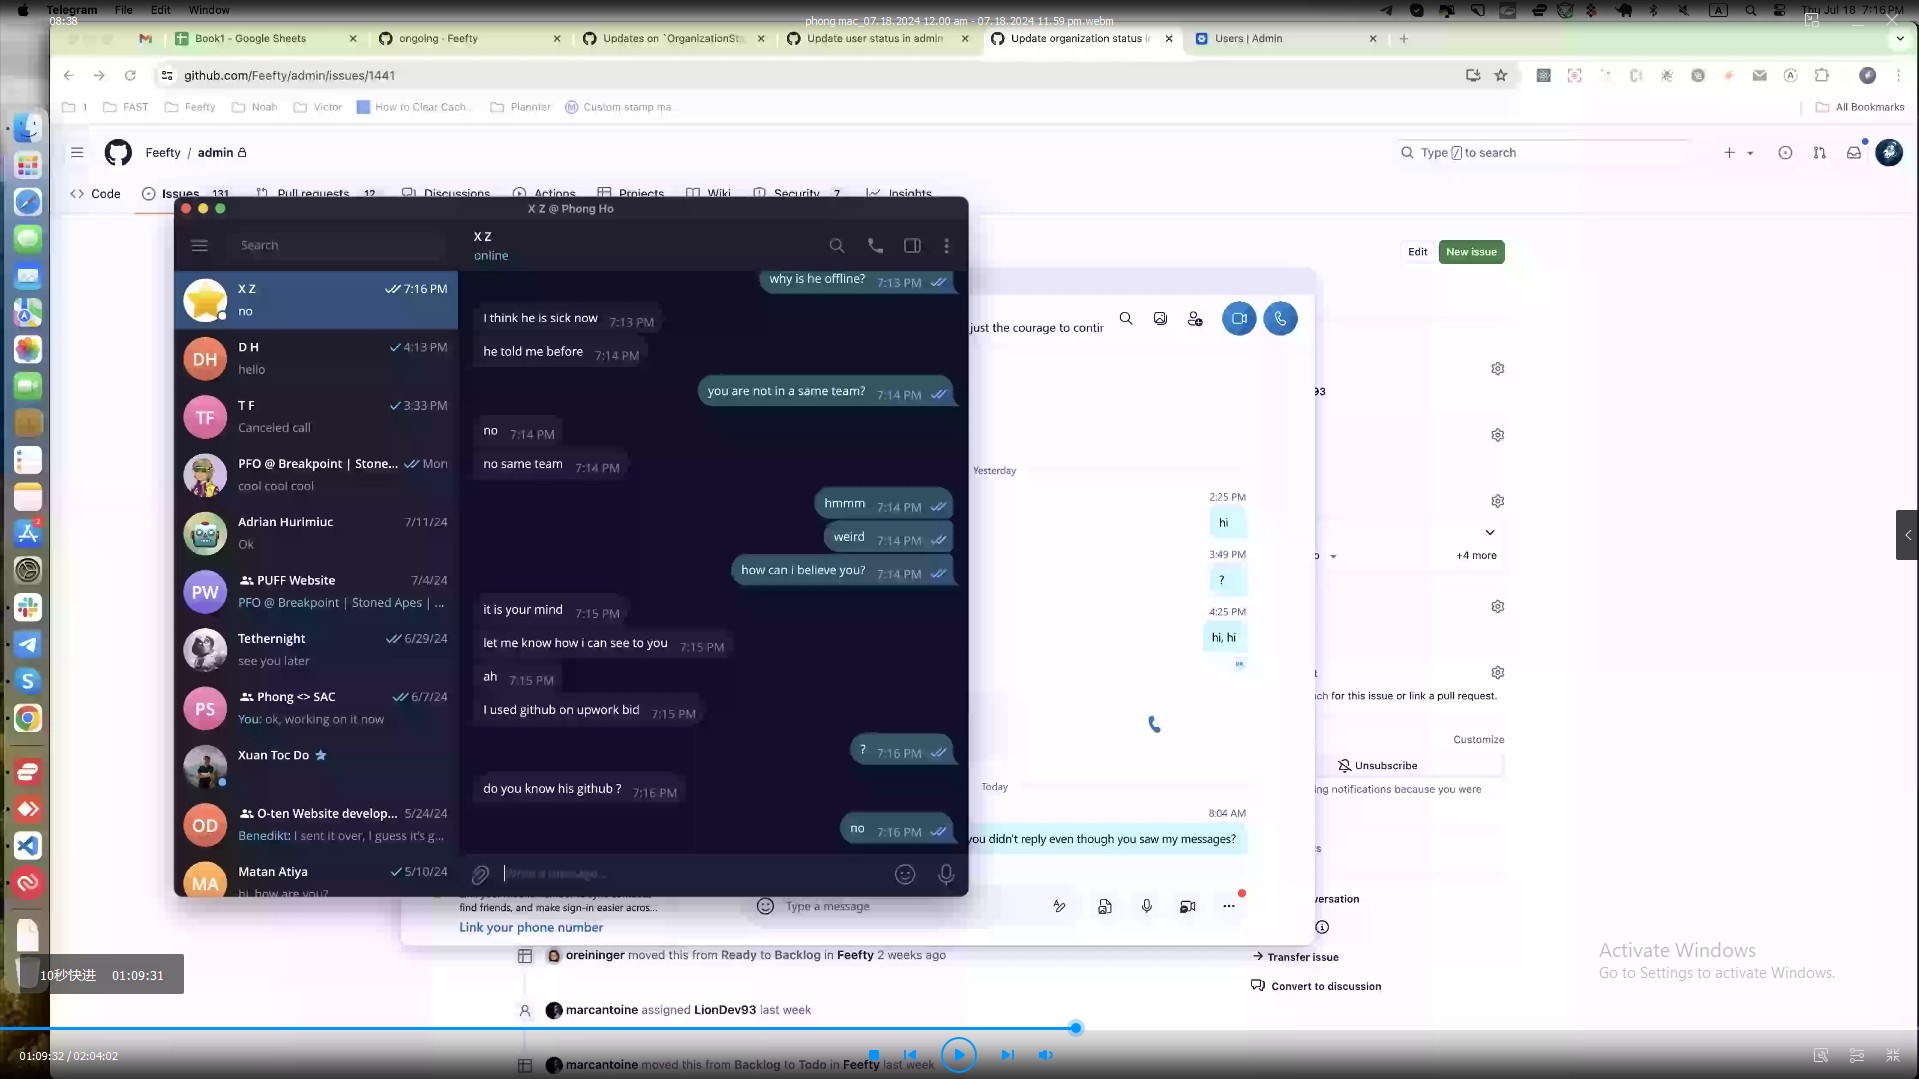 Telegram File Edit Window
Thu Jul 18 7:16 PM
08:38
phong mac_07.18.2024 12.00 am - 07.18.2024 11.59 pm.webm
Book1 - Google Sheets
ongoing · Feefty
Updates on `OrganizationSt
Update user status in admin
Update organization status i
Users | Admin
github.com/Feefty/admin/issues/1441
1
FAST
Feefty
Noah
Victor
How to Clear Cach...
Plannter
Custom stamp ma...
All Bookmarks
Feefty / admin
Type / to search
Code
Issues 131
Pull requests 12
Discussions
Actions
Projects
Wiki
Security 7
Insights
Edit
New issue
X Z @ Phong Ho
Search
X Z
online
X Z 7:16 PM
no
D H 4:13 PM
hello
T F 3:33 PM
Canceled call
PFO @ Breakpoint | Stone... Mon
cool cool cool
Adrian Hurimiuc 7/11/24
Ok
PUFF Website 7/4/24
PFO @ Breakpoint | Stoned Apes | ...
Tethernight 6/29/24
see you later
Phong <> SAC 6/7/24
You: ok, working on it now
Xuan Toc Do
O-ten Website develop... 5/24/24
Benedikt: I sent it over, I guess it's g...
Matan Atiya 5/10/24
hi, how are you?
DH
TF
PW
PS
OD
MA
why is he offline? 7:13 PM
I think he is sick now 7:13 PM
he told me before 7:14 PM
you are not in a same team? 7:14 PM
no 7:14 PM
no same team 7:14 PM
hmmm 7:14 PM
weird 7:14 PM
how can i believe you? 7:14 PM
it is your mind 7:15 PM
let me know how i can see to you 7:15 PM
ah 7:15 PM
I used github on upwork bid 7:15 PM
? 7:16 PM
do you know his github ? 7:16 PM
no 7:16 PM
Write a message...
just the courage to contir
Yesterday
2:25 PM
hi
3:49 PM
?
4:25 PM
hi, hi
Today
8:04 AM
you didn't reply even though you saw my messages?
Type a message
find friends, and make sign-in easier acros...
Link your phone number
93
+4 more
for this issue or link a pull request.
Customize
Unsubscribe
ing notifications because you were
Transfer issue
Convert to discussion
oreininger moved this from Ready to Backlog in Feefty 2 weeks ago
marcantoine assigned LionDev93 last week
marcantoine moved this from Backlog to Todo in Feefty last week
Activate Windows
Go to Settings to activate Windows.
10秒快进 01:09:31
01:09:32 / 02:04:02